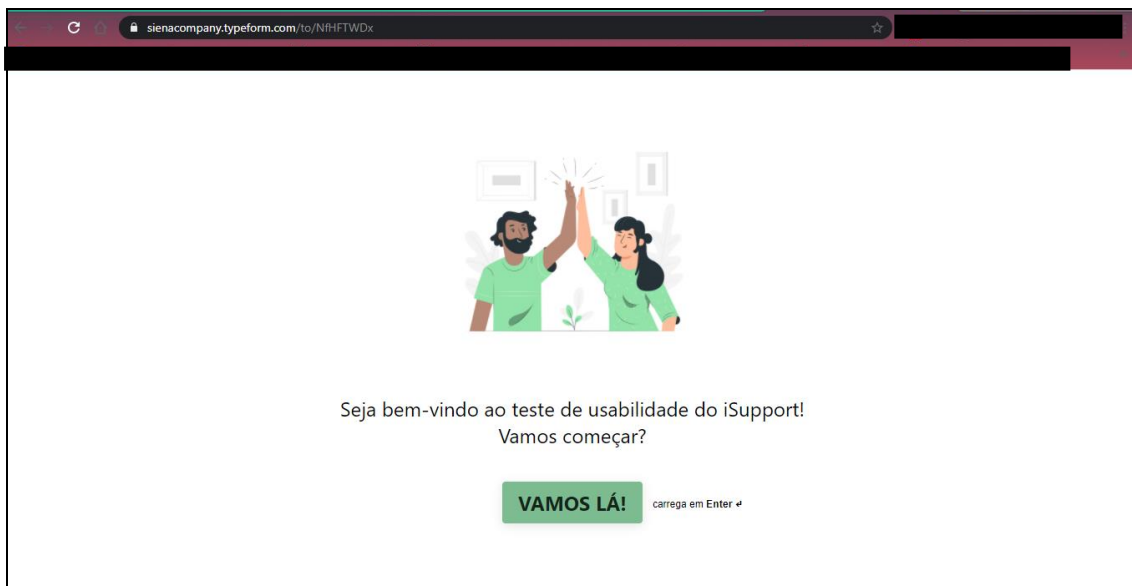 sienacompany.typeform.com/to/NfHFTWDx
Seja bem-vindo ao teste de usabilidade do iSupport!
Vamos começar?
VAMOS LÁ! carrega em Enter ↵